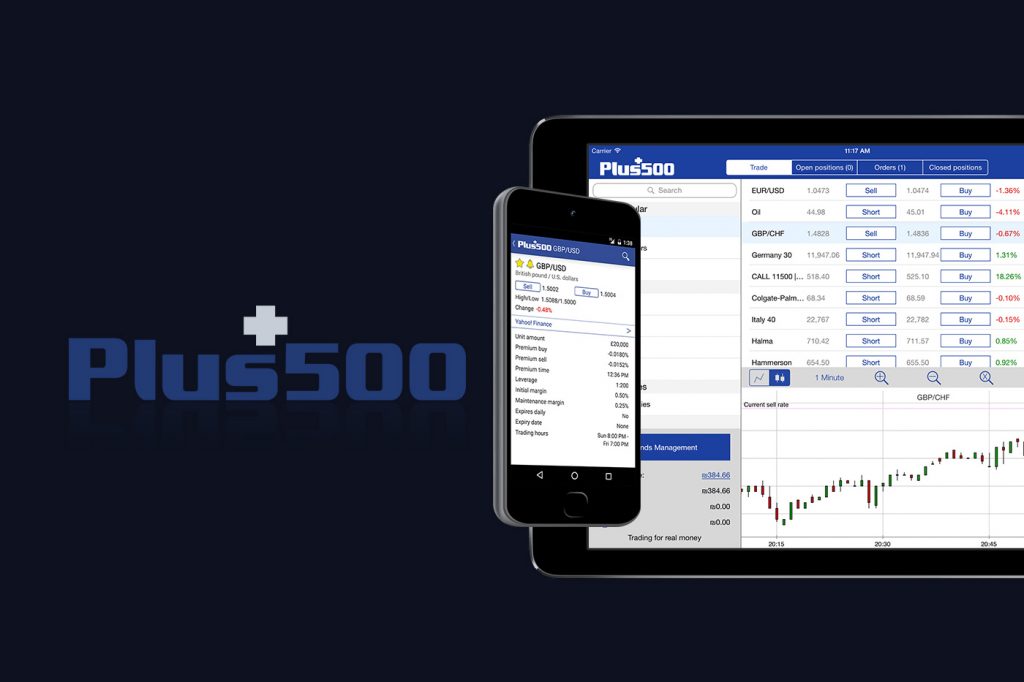 Plus500
Carrier 11:17 AM
Plus500
Trade Open positions (0) Orders (1) Closed positions
Search
EUR/USD 1.0473 Sell 1.0474 Buy -1.36%
Oil 44.98 Short 45.01 Buy -4.11%
GBP/CHF 1.4828 Sell 1.4836 Buy -0.67%
Germany 30 11,947.06 Short 11,947.94 Buy 1.31%
CALL 11500 |... 518.40 Short 525.10 Buy 18.26%
Colgate-Palm... 68.34 Short 68.59 Buy -0.10%
Italy 40 22,767 Short 22,782 Buy -0.15%
Halma 710.42 Short 711.57 Buy 0.85%
Hammerson 654.50 Short 655.50 Buy 0.92%
1 Minute
GBP/CHF
Current sell rate
20:15 20:30 20:45
nds Management
₪384.66
₪384.66
₪0.00
₪0.00
Trading for real money
1:38
Plus500 GBP/USD
GBP/USD
British pound / U.S. dollars
Sell 1.5002 Buy 1.5004
High/Low 1.5088/1.5000
Change -0.48%
Yahoo! Finance >
Unit amount £20,000
Premium buy -0.0180%
Premium sell -0.0152%
Premium time 12:36 PM
Leverage 1:200
Initial margin 0.50%
Maintenance margin 0.25%
Expires daily No
Expiry date None
Trading hours Sun 8:00 PM -
Fri 7:00 PM